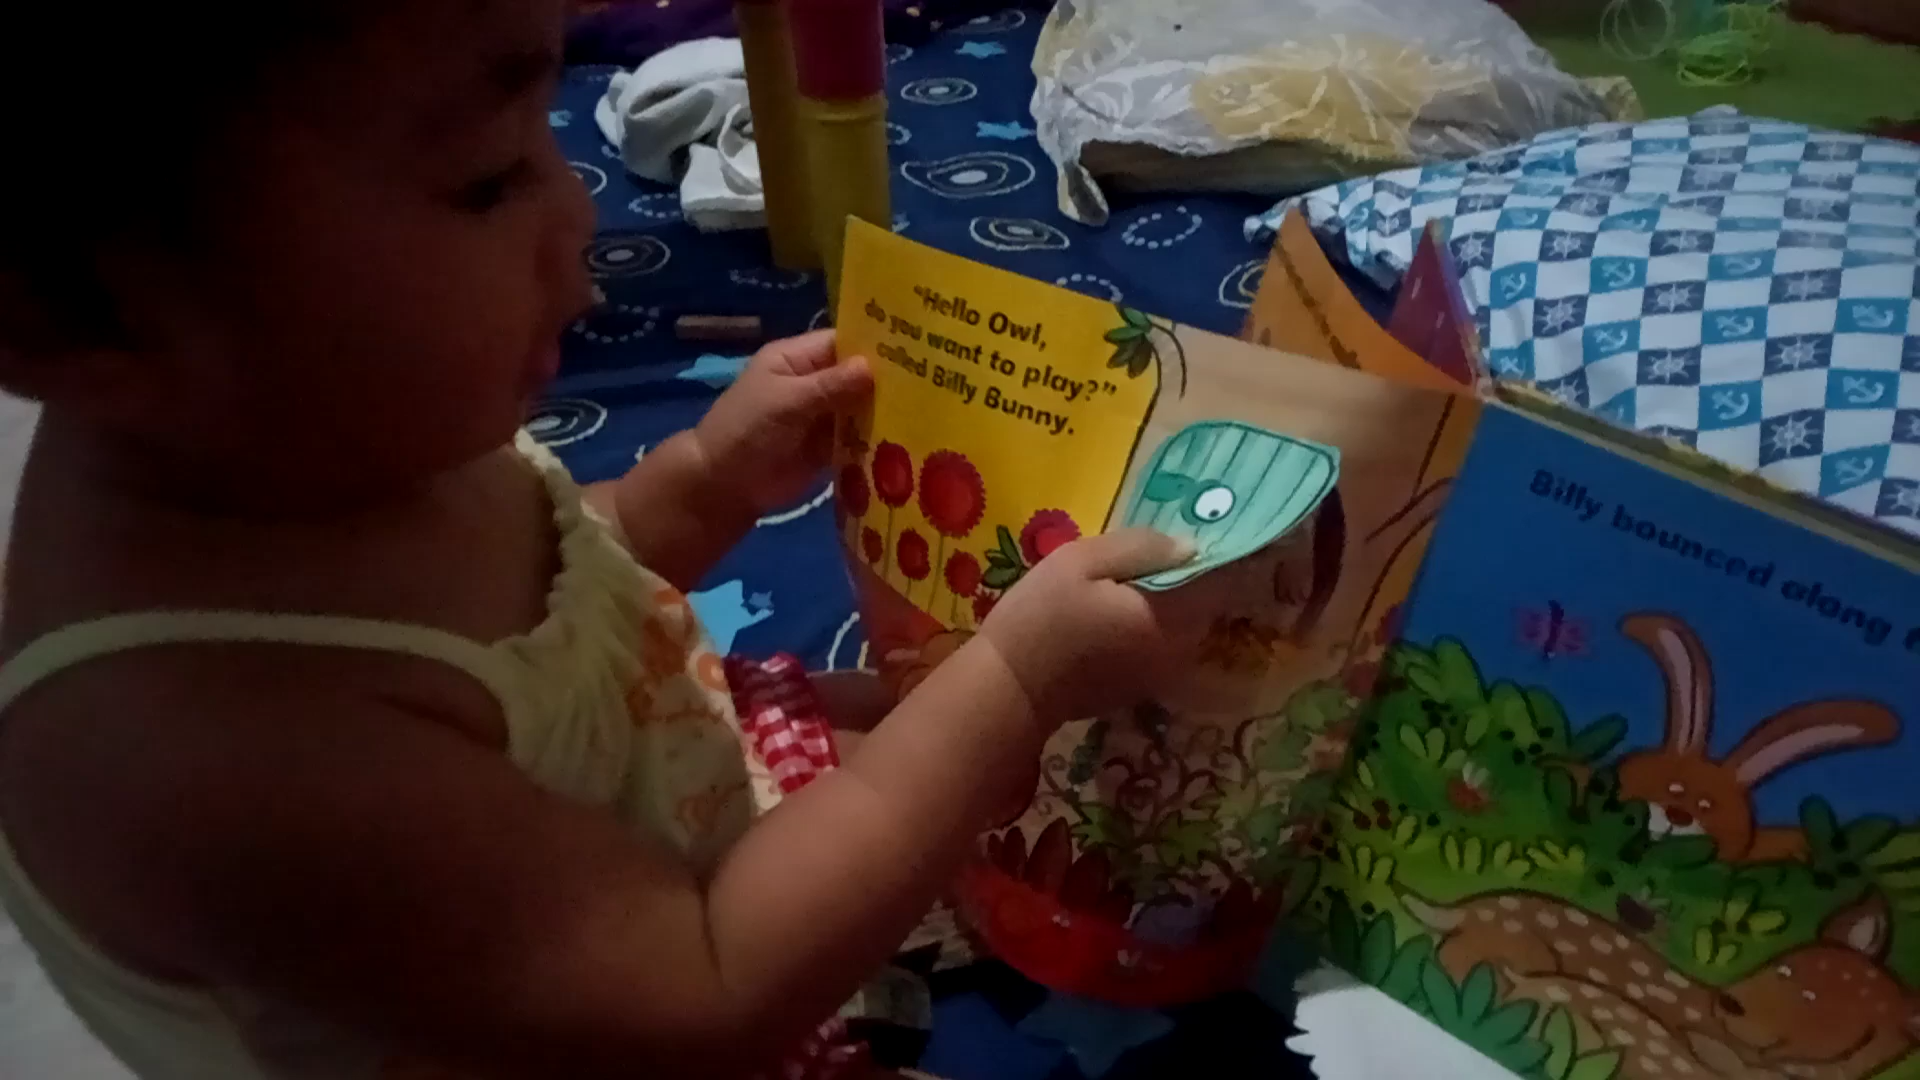 "Hello Owl,
do you want to play?"
called Billy Bunny.
Billy bounced along